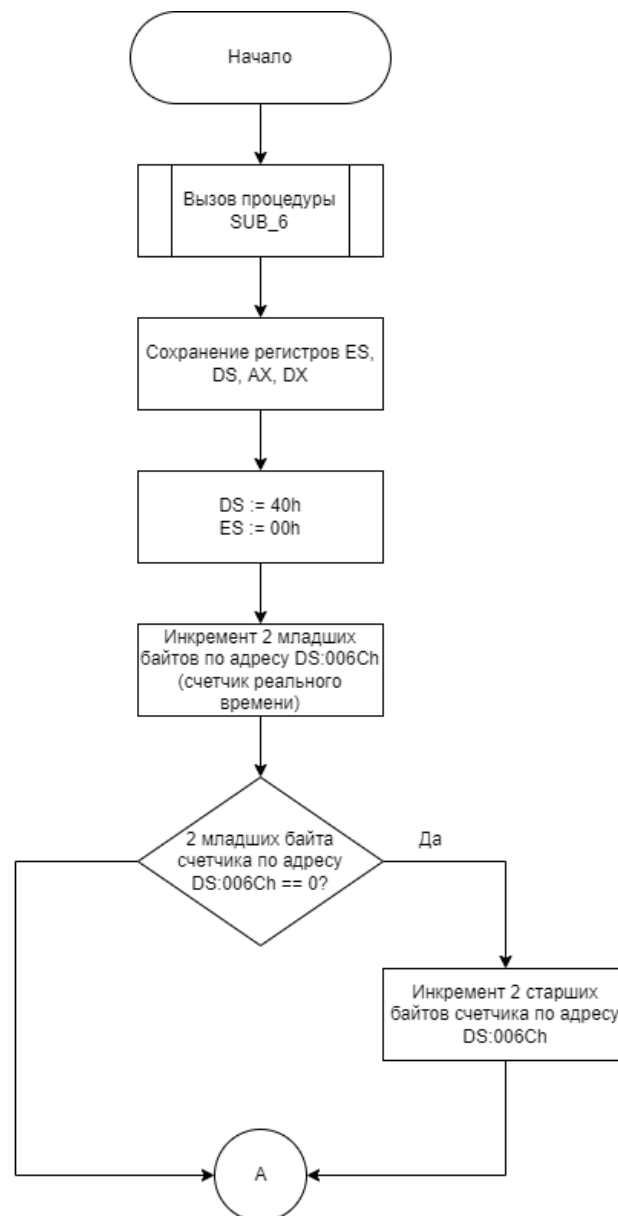 Начало
Вызов процедуры
SUB_6
Сохранение регистров ES,
DS, AX, DX
DS := 40h
ES := 00h
Инкремент 2 младших
байтов по адресу DS:006Ch
(счетчик реального
времени)
2 младших байта
счетчика по адресу
DS:006Ch == 0?
Да
Инкремент 2 старших
байтов счетчика по адресу
DS:006Ch
A